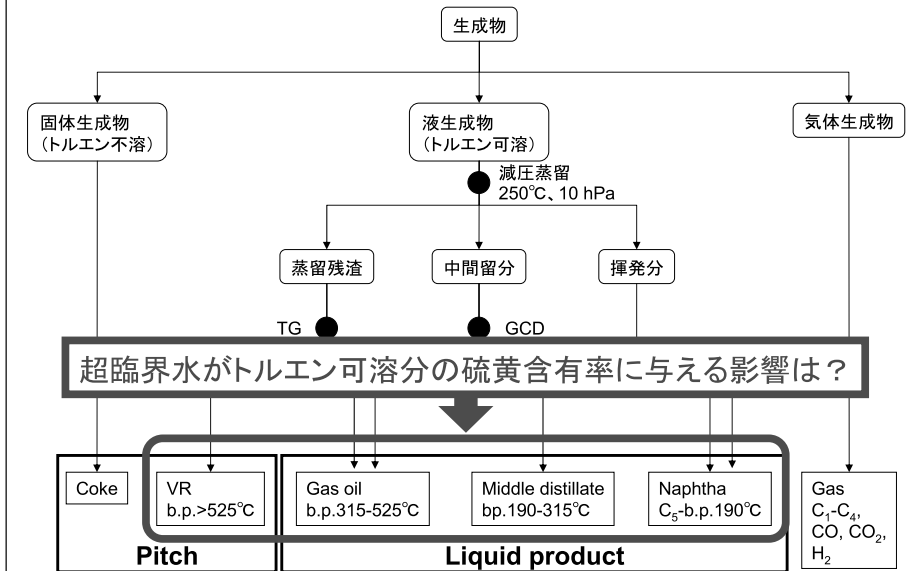 生成物
固体生成物
（トルエン不溶）
液生成物
（トルエン可溶）
気体生成物
減圧蒸留
250℃、10 hPa
蒸留残渣
中間留分
揮発分
TG
GCD
超臨界水がトルエン可溶分の硫黄含有率に与える影響は？
Coke
VR
b.p.>525℃
Gas oil
b.p.315-525℃
Middle distillate
bp.190-315℃
Naphtha
C₅-b.p.190℃
Gas
C₁-C₄,
CO, CO₂,
H₂
Pitch
Liquid product